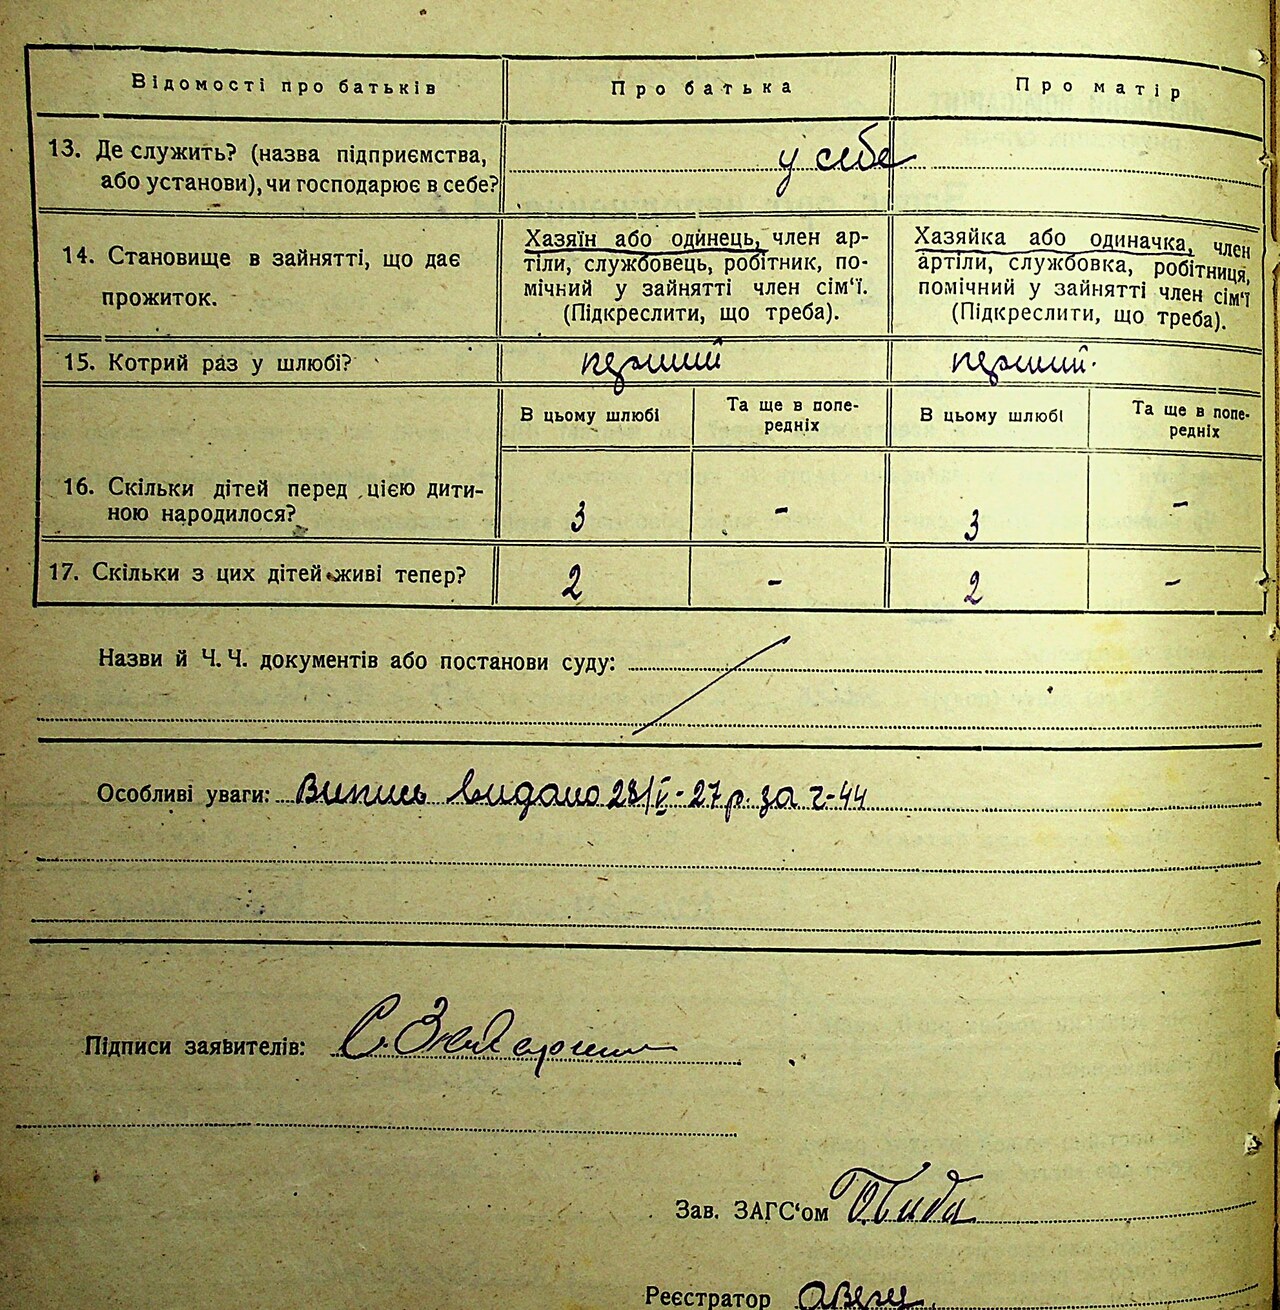 Відомості про батьків Про батька Про матір
13. Де служить? (назва підприємства,
або установи), чи господарює в себе?
у себе
14. Становище в зайнятті, що дає
прожиток.
Хазяїн або одинець, член ар-
тіли, службовець, робітник, по-
мічний у зайнятті член сім‘ї.
(Підкреслити, що треба).
Хазяйка або одиначка, член
артіли, службовка, робітниця,
помічний у зайнятті член сім‘ї
(Підкреслити, що треба).
15. Котрий раз у шлюбі? перший перший.
В цьому шлюбі
Та ще в попе-
редніх
В цьому шлюбі
Та ще в попе-
редніх
16. Скільки дітей перед цією дити-
ною народилося?
3 - 3 -
17. Скільки з цих дітей живі тепер? 2 - 2 -
Назви й Ч. Ч. документів або постанови суду:
Особливі уваги: Випись видано 28/V-27 р. за ч-44
Підписи заявителів:
Зав. ЗАГС‘ом
Реєстратор